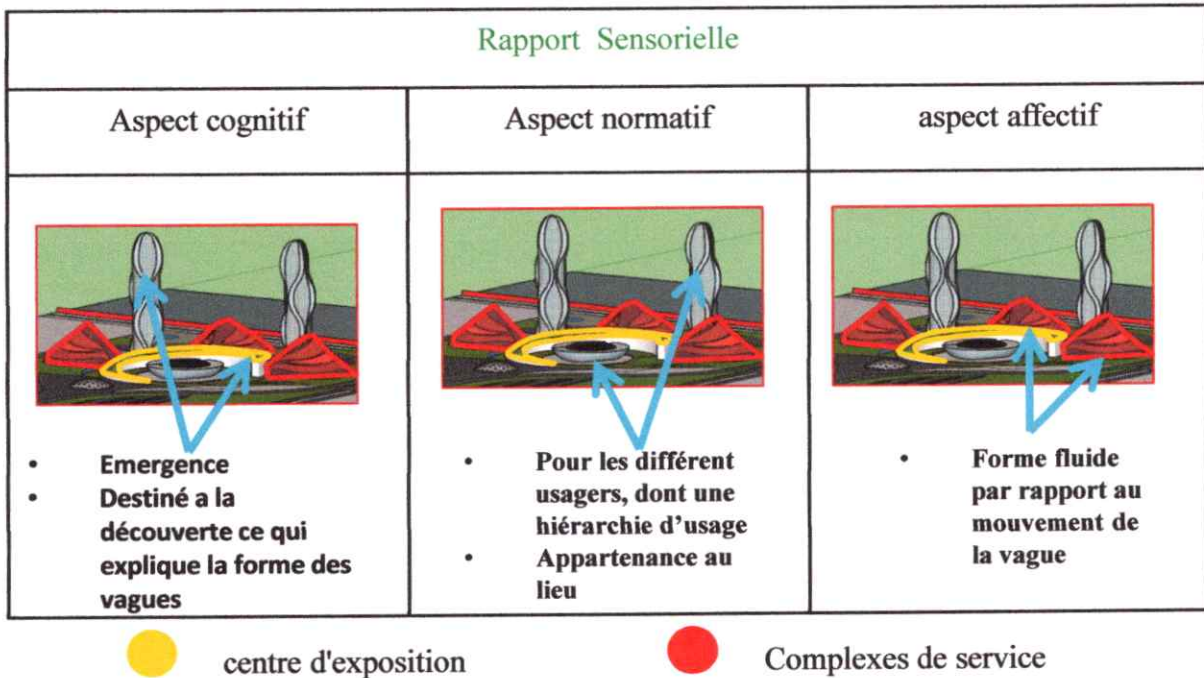 Rapport Sensorielle
Aspect cognitif
Aspect normatif
aspect affectif
• Emergence
• Destiné a la
découverte ce qui
explique la forme des
vagues
• Pour les différent
usagers, dont une
hiérarchie d'usage
• Appartenance au
lieu
• Forme fluide
par rapport au
mouvement de
la vague
centre d'exposition
Complexes de service